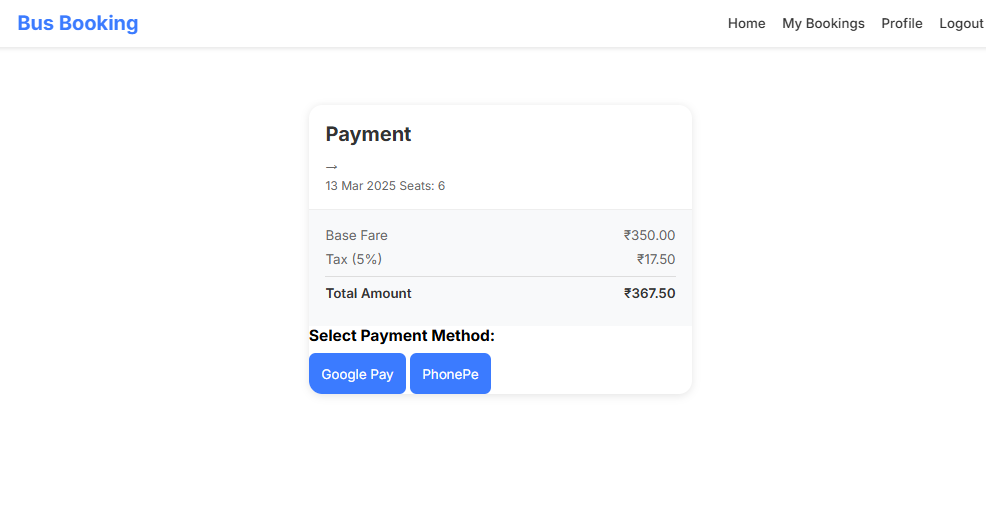 Bus Booking Home My Bookings Profile Logout
Payment
→
13 Mar 2025 Seats: 6
Base Fare ₹350.00
Tax (5%) ₹17.50
Total Amount ₹367.50
Select Payment Method:
Google Pay PhonePe